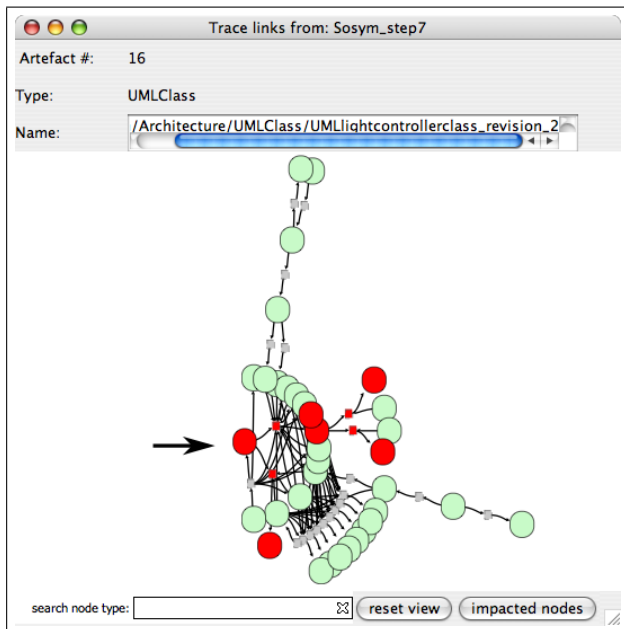 Trace links from: Sosym_step7
Artefact #: 16
Type: UMLClass
Name: /Architecture/UMLClass/UMLlightcontrollerclass_revision_2
search node type: reset view impacted nodes